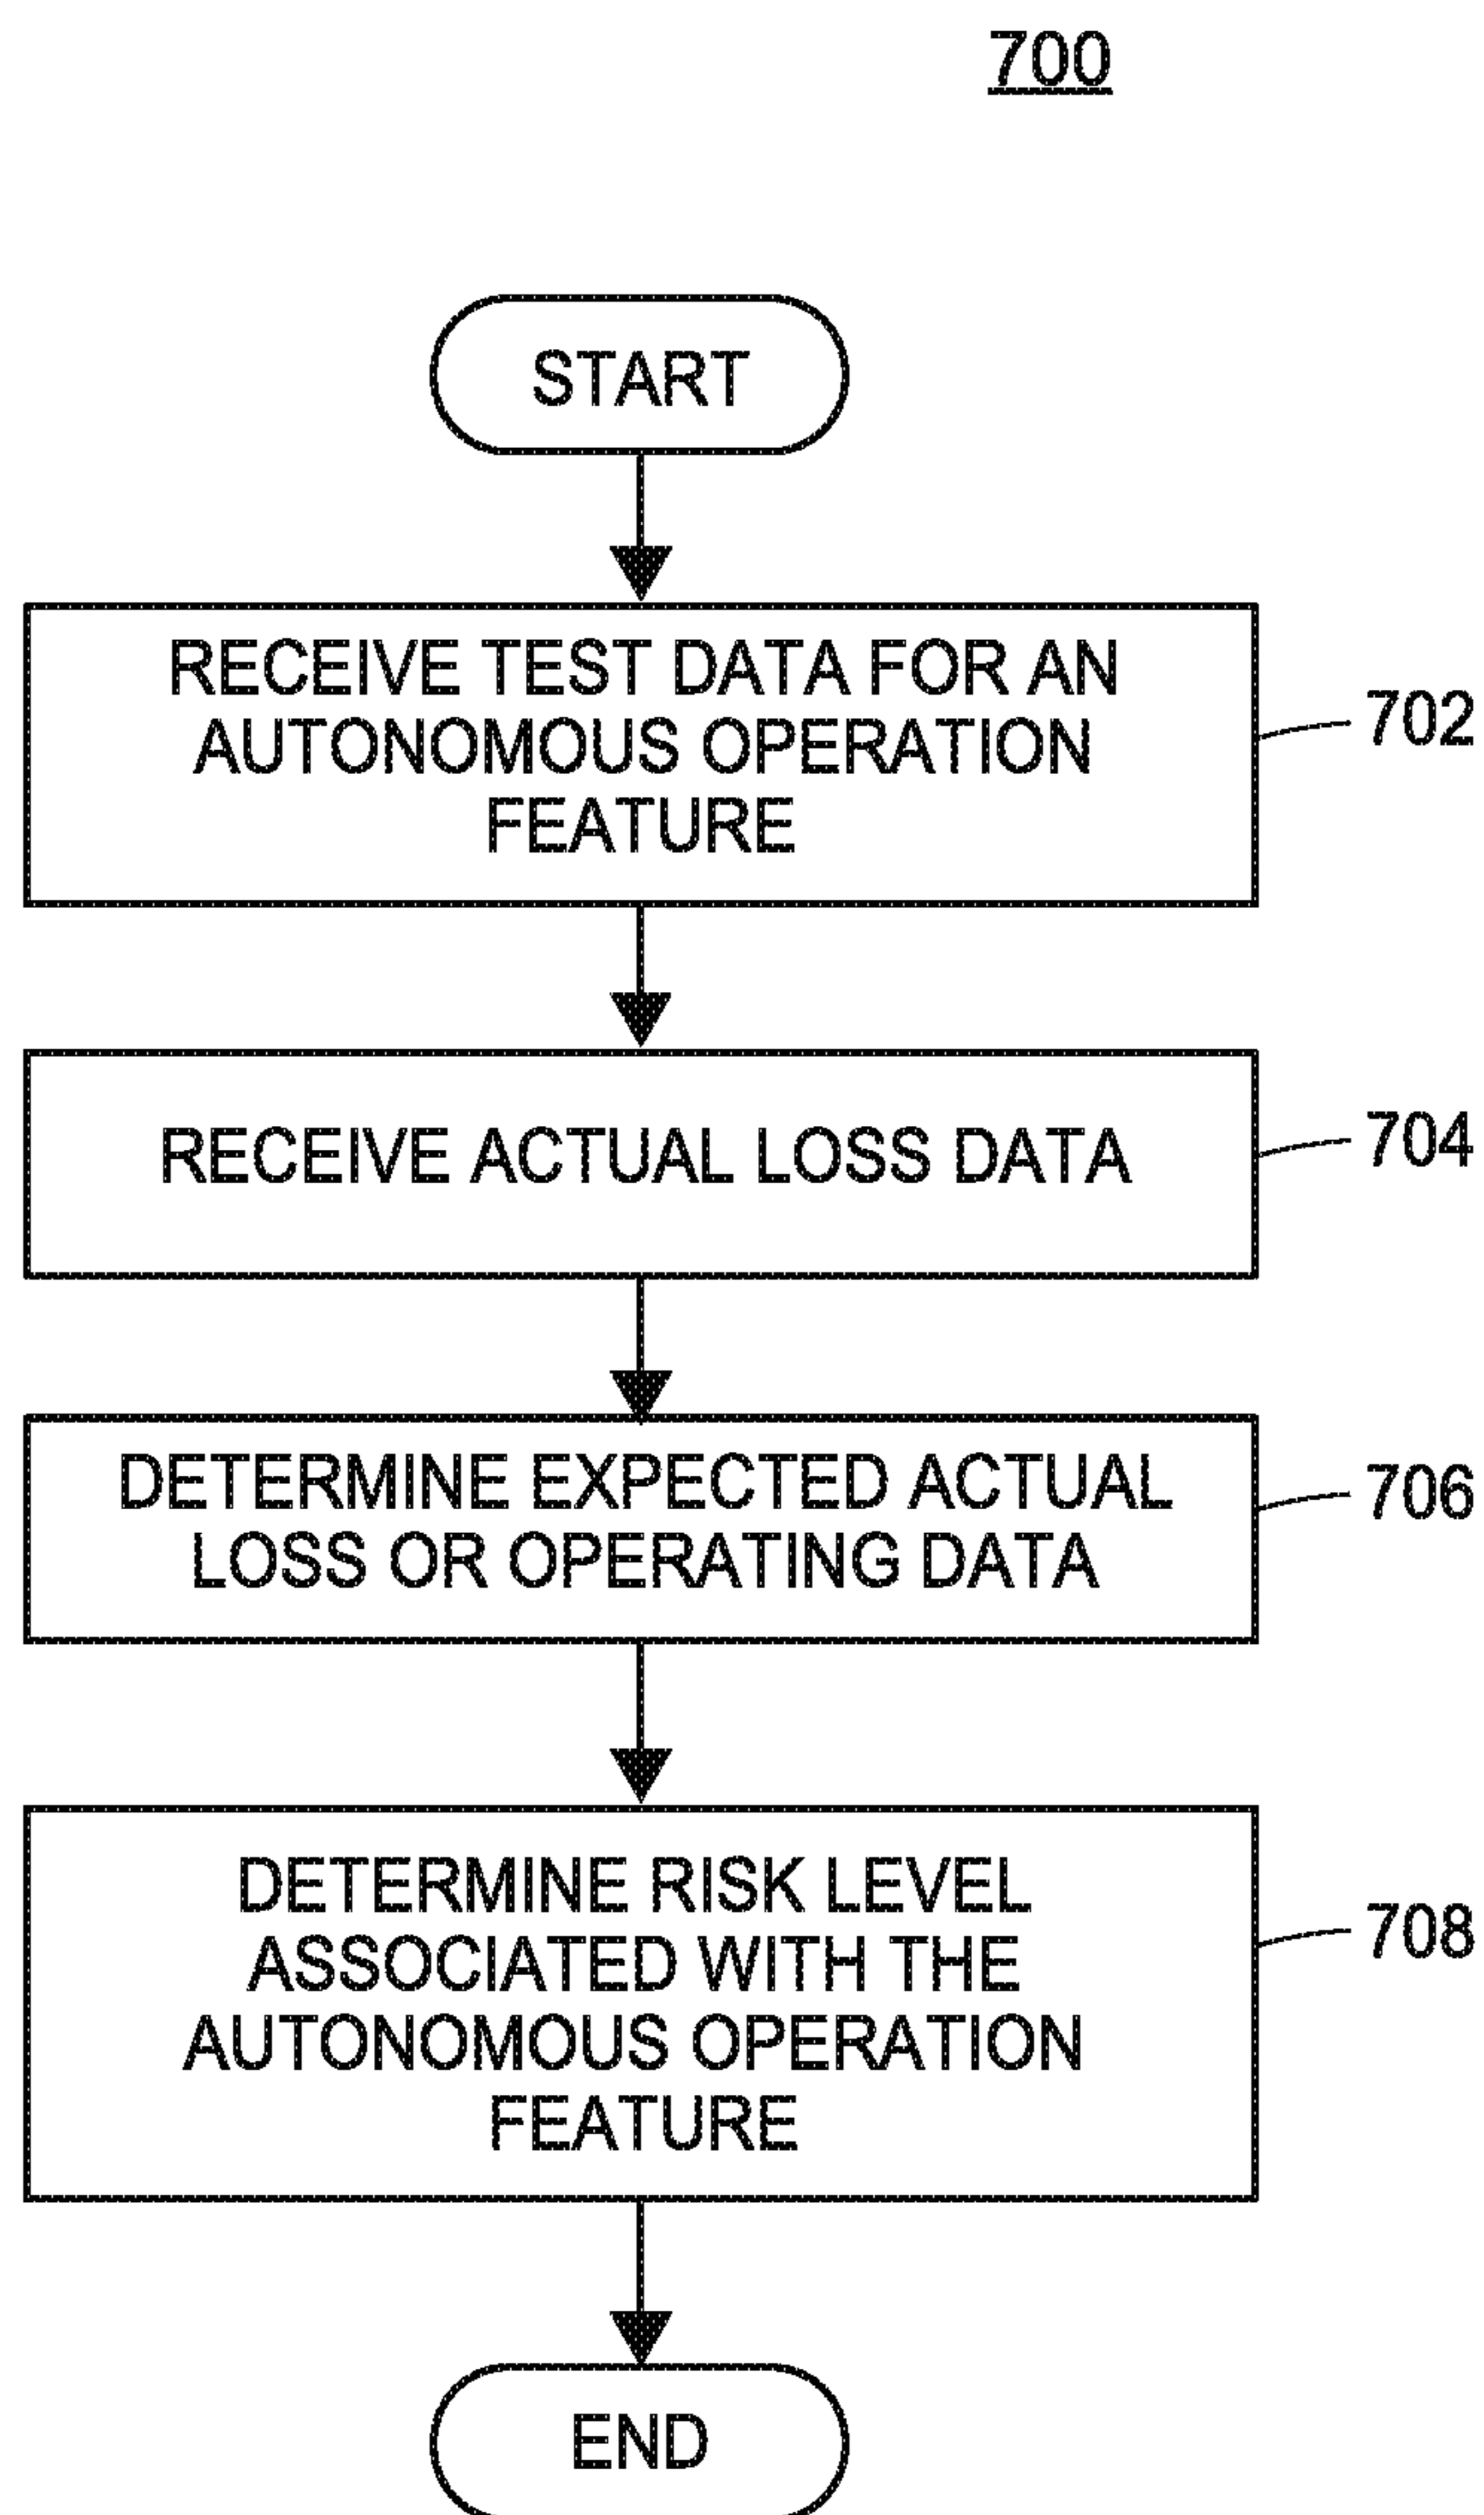 700
START
RECEIVE TEST DATA FOR AN
AUTONOMOUS OPERATION
FEATURE
702
RECEIVE ACTUAL LOSS DATA
704
DETERMINE EXPECTED ACTUAL
LOSS OR OPERATING DATA
706
DETERMINE RISK LEVEL
ASSOCIATED WITH THE
AUTONOMOUS OPERATION
FEATURE
708
END